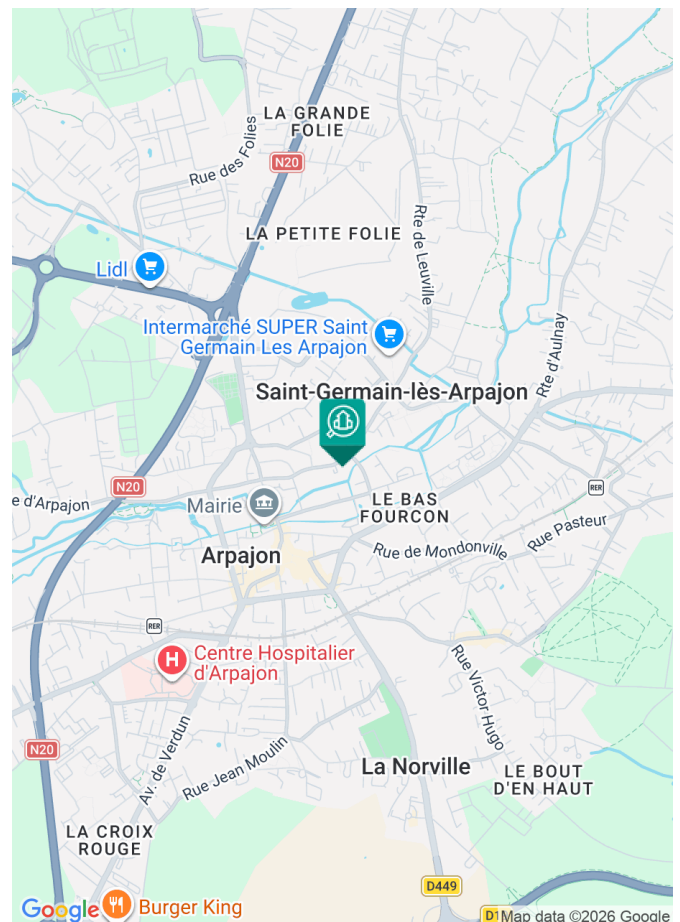 LA GRANDE
FOLIE
N20
Rue des Folies
Rte de Leuville
LA PETITE FOLIE
Lidl
Intermarché SUPER Saint
Germain Les Arpajon
Rte d'Aulnay
Saint-Germain-lès-Arpajon
N20
e d'Arpajon
Mairie
LE BAS
FOURCON
RER
Rue Pasteur
Rue de Mondonville
Arpajon
RER
Centre Hospitalier
d'Arpajon
H
Rue Victor Hugo
N20
Av. de Verdun
Rue Jean Moulin
La Norville
LE BOUT
D'EN HAUT
LA CROIX
ROUGE
D449
Google
Burger King
D1
Map data ©2026 Google